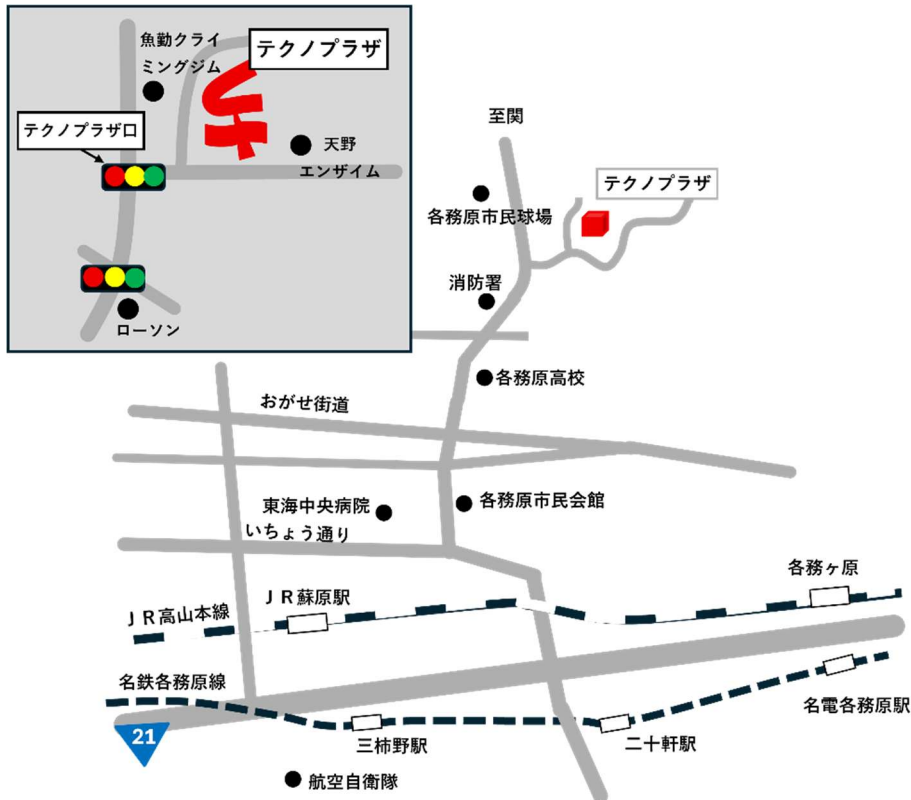 魚勤クライ
ミングジム
テクノプラザ
テクノプラザ口
天野
エンザイム
ローソン
至関
テクノプラザ
各務原市民球場
消防署
各務原高校
おがせ街道
東海中央病院
各務原市民会館
いちょう通り
各務ヶ原
JR高山本線
JR蘇原駅
名鉄各務原線
名電各務原駅
21
三柿野駅
二十軒駅
航空自衛隊